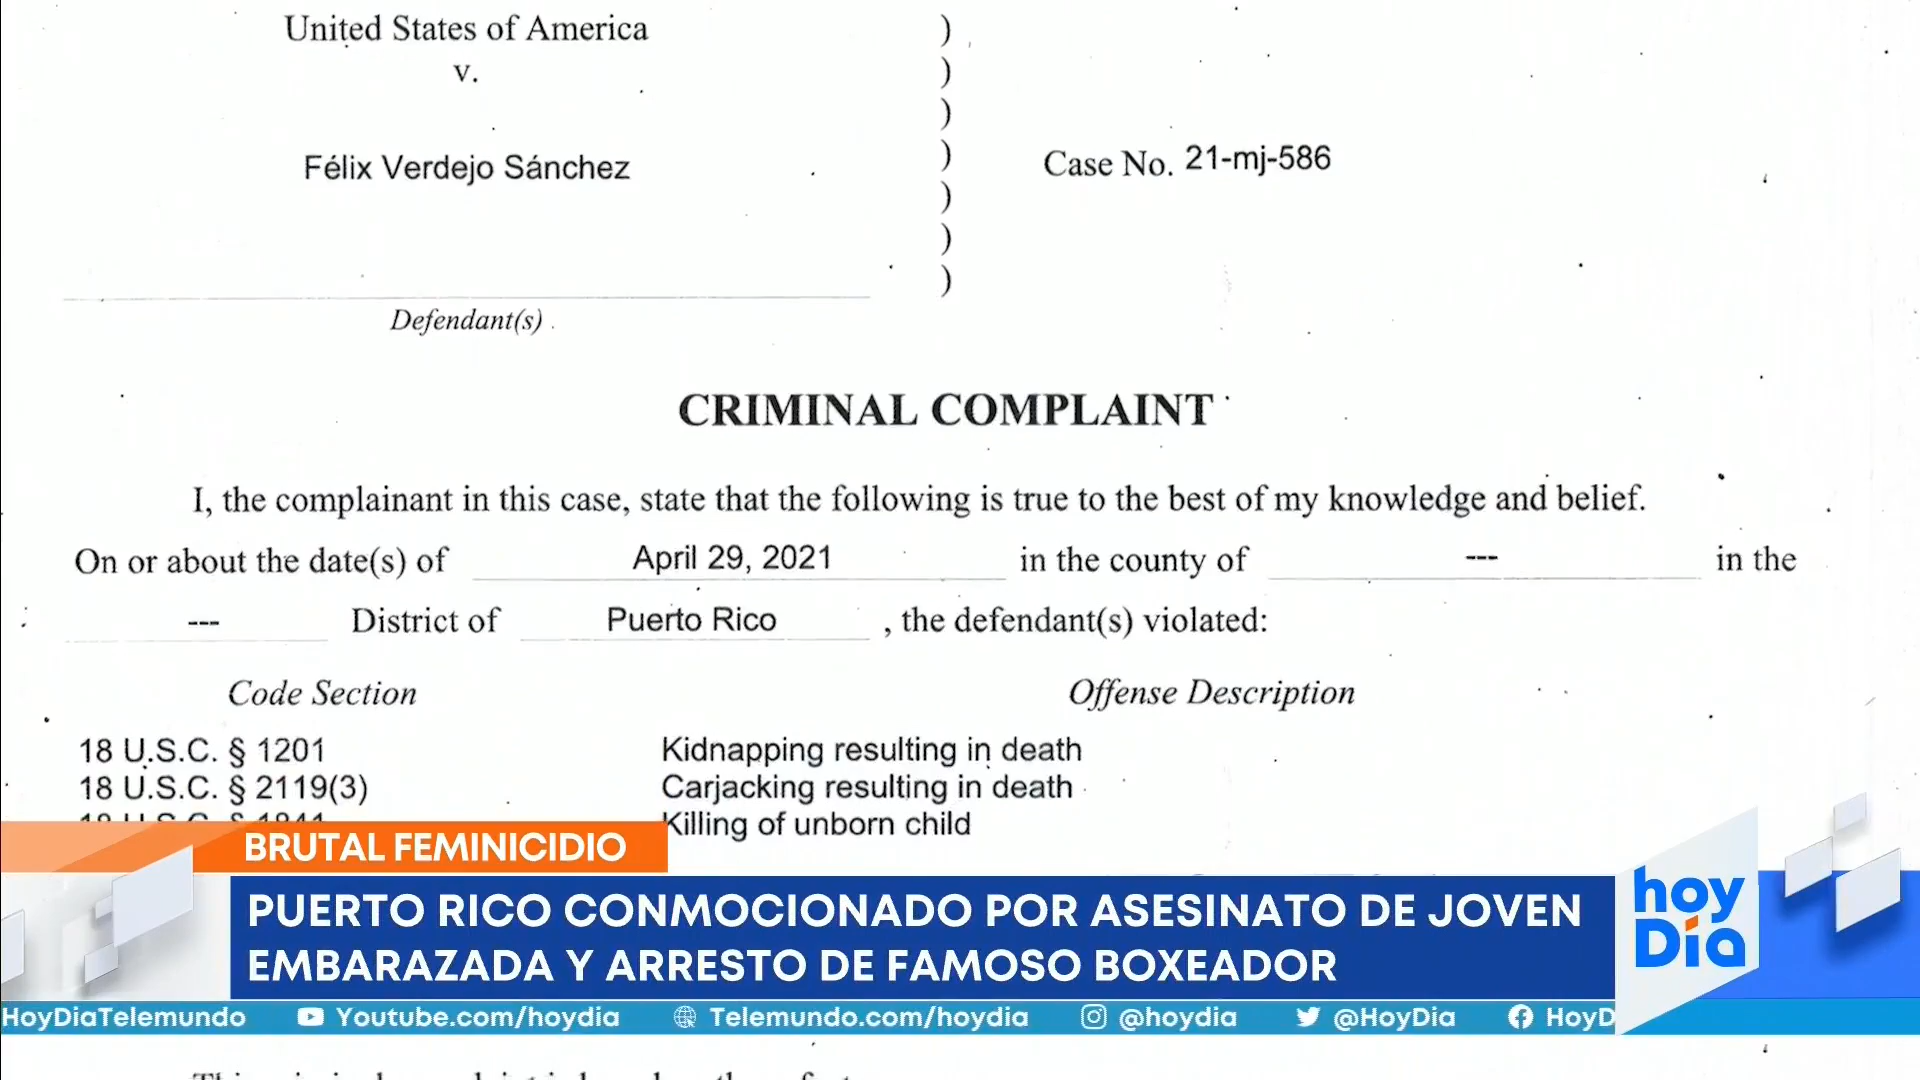 United States of America
v.
Félix Verdejo Sánchez
Case No. 21-mj-586
)
)
)
)
)
)
)
Defendant(s)
CRIMINAL COMPLAINT
I, the complainant in this case, state that the following is true to the best of my knowledge and belief.
On or about the date(s) of April 29, 2021 in the county of --- in the
--- District of Puerto Rico , the defendant(s) violated:
Code Section Offense Description
18 U.S.C. § 1201 Kidnapping resulting in death
18 U.S.C. § 2119(3) Carjacking resulting in death
Killing of unborn child
BRUTAL FEMINICIDIO
PUERTO RICO CONMOCIONADO POR ASESINATO DE JOVEN
EMBARAZADA Y ARRESTO DE FAMOSO BOXEADOR
hoy
Día
HoyDiaTelemundo Youtube.com/hoydia Telemundo.com/hoydia @hoydia @HoyDia HoyD